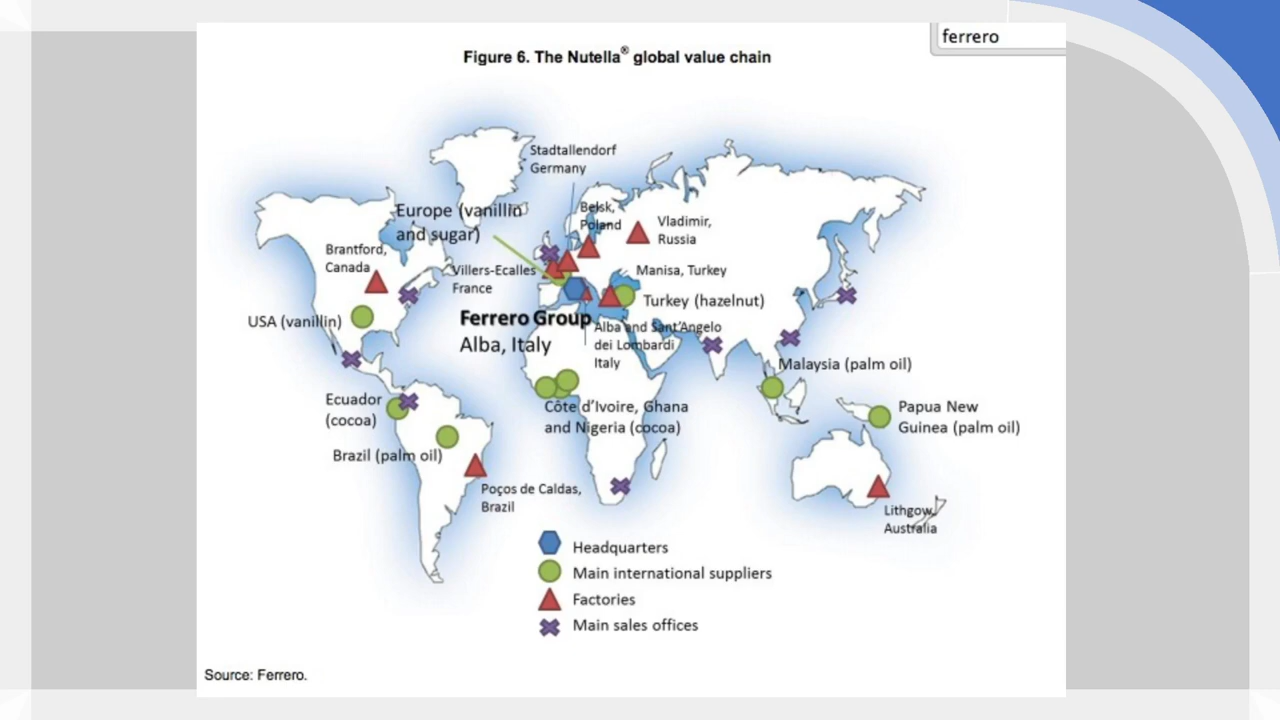 ferrero
Figure 6. The Nutella® global value chain
Stadtallendorf
Germany
Europe (vanillin
and sugar)
Belsk,
Poland
Vladimir,
Russia
Brantford,
Canada
Villers-Ecalles
France
Manisa, Turkey
Turkey (hazelnut)
USA (vanillin)
Ferrero Group
Alba, Italy
Alba and Sant'Angelo
dei Lombardi
Italy
Malaysia (palm oil)
Ecuador
(cocoa)
Côte d'Ivoire, Ghana
and Nigeria (cocoa)
Papua New
Guinea (palm oil)
Brazil (palm oil)
Poços de Caldas,
Brazil
Lithgow,
Australia
Headquarters
Main international suppliers
Factories
Main sales offices
Source: Ferrero.